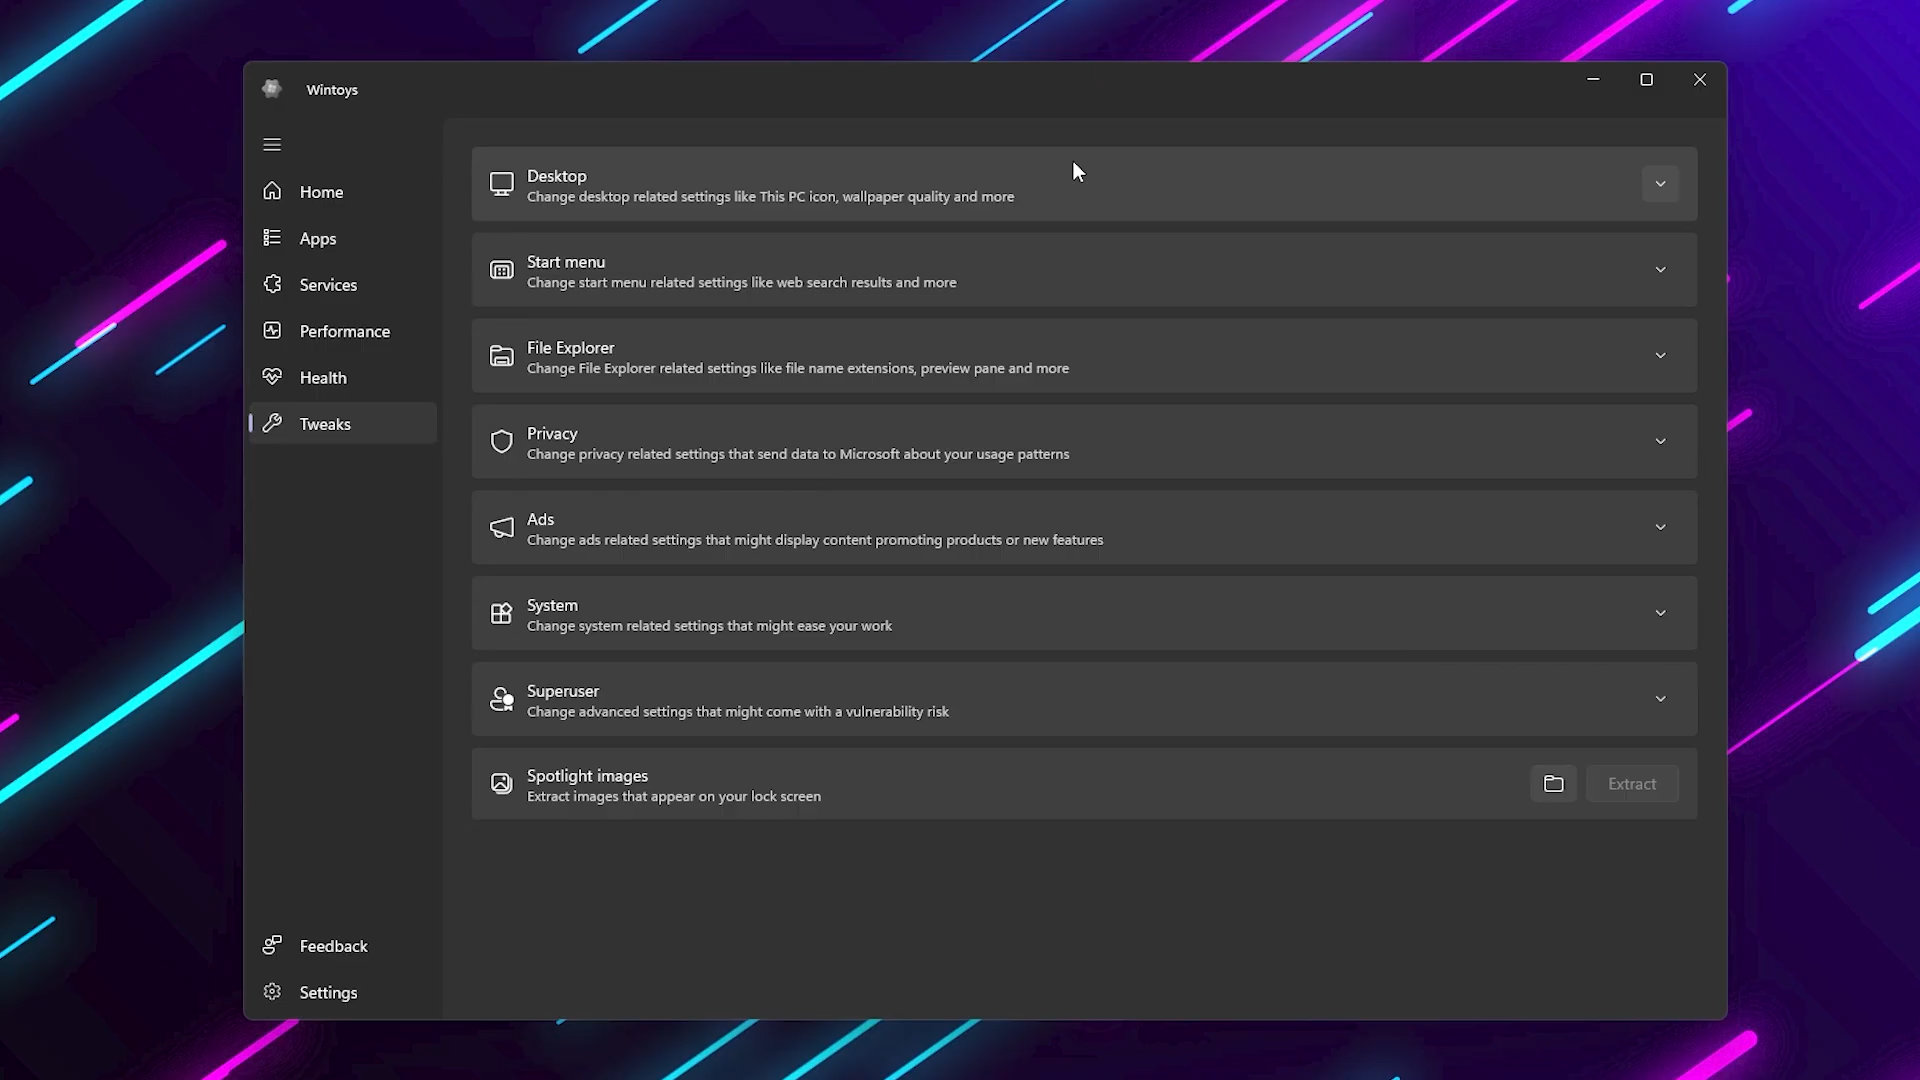 Wintoys
Home
Apps
Services
Performance
Health
Tweaks
Feedback
Settings
Desktop
Change desktop related settings like This PC icon, wallpaper quality and more
Start menu
Change start menu related settings like web search results and more
File Explorer
Change File Explorer related settings like file name extensions, preview pane and more
Privacy
Change privacy related settings that send data to Microsoft about your usage patterns
Ads
Change ads related settings that might display content promoting products or new features
System
Change system related settings that might ease your work
Superuser
Change advanced settings that might come with a vulnerability risk
Spotlight images
Extract images that appear on your lock screen
Extract